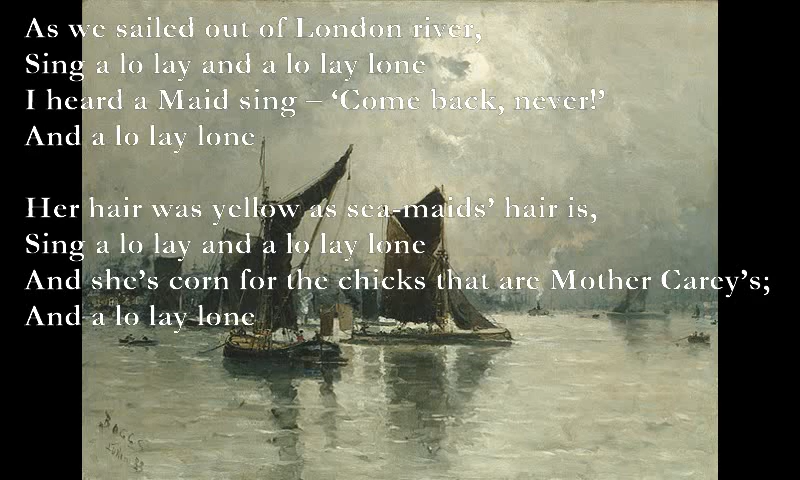 As we sailed out of London river,
Sing a lo lay and a lo lay lone
I heard a Maid sing – ‘Come back, never!’
And a lo lay lone
Her hair was yellow as sea-maids’ hair is,
Sing a lo lay and a lo lay lone
And she’s corn for the chicks that are Mother Carey’s;
And a lo lay lone